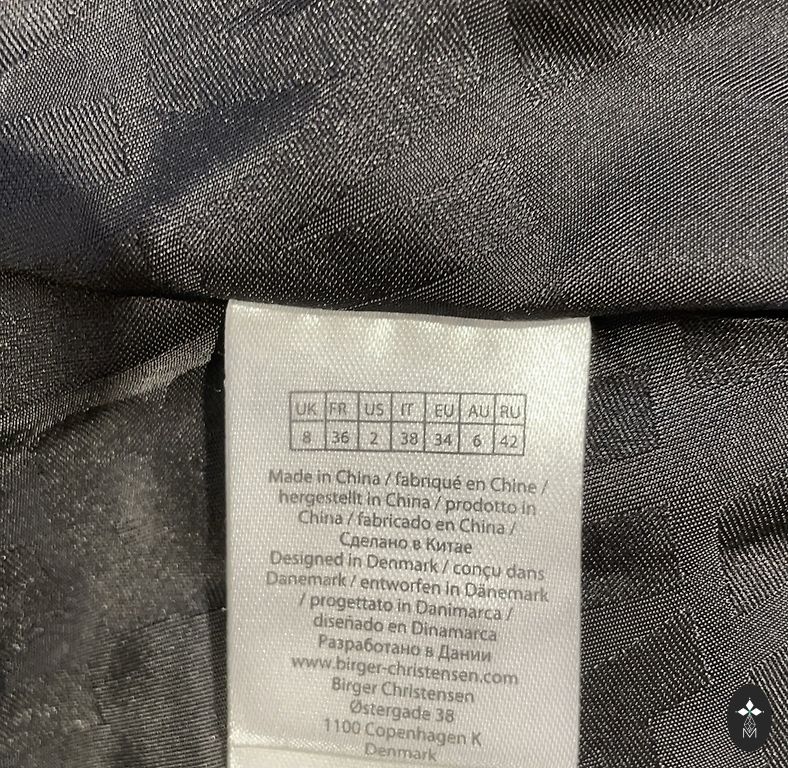 UK FR US IT EU AU RU
8 36 2 38 34 6 42
Made in China / fabriqué en Chine /
hergestellt in China / prodotto in
China / fabricado en China /
Сделано в Китае
Designed in Denmark / conçu dans
Danemark / entworfen in Dänemark
/ progettato in Danimarca /
diseñado en Dinamarca
Разработано в Дании
www.birger-christensen.com
Birger Christensen
Østergade 38
1100 Copenhagen K
Denmark
M